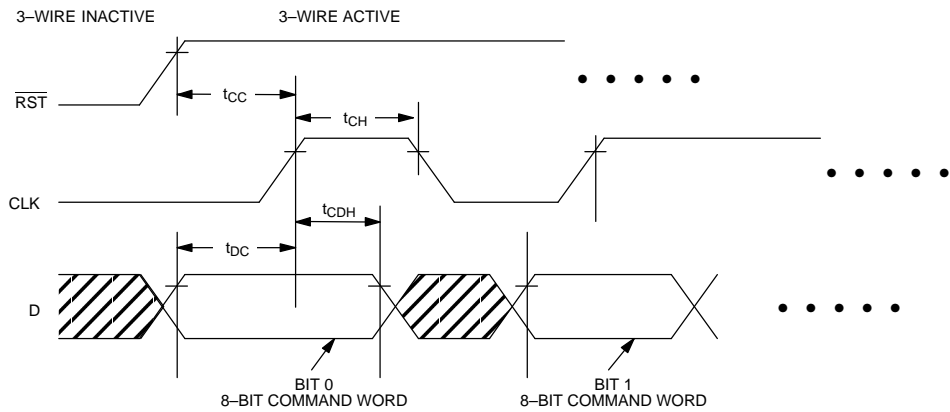 3–WIRE INACTIVE
3–WIRE ACTIVE
RST
tCC
tCH
CLK
tCDH
tDC
D
BIT 0
8–BIT COMMAND WORD
BIT 1
8–BIT COMMAND WORD